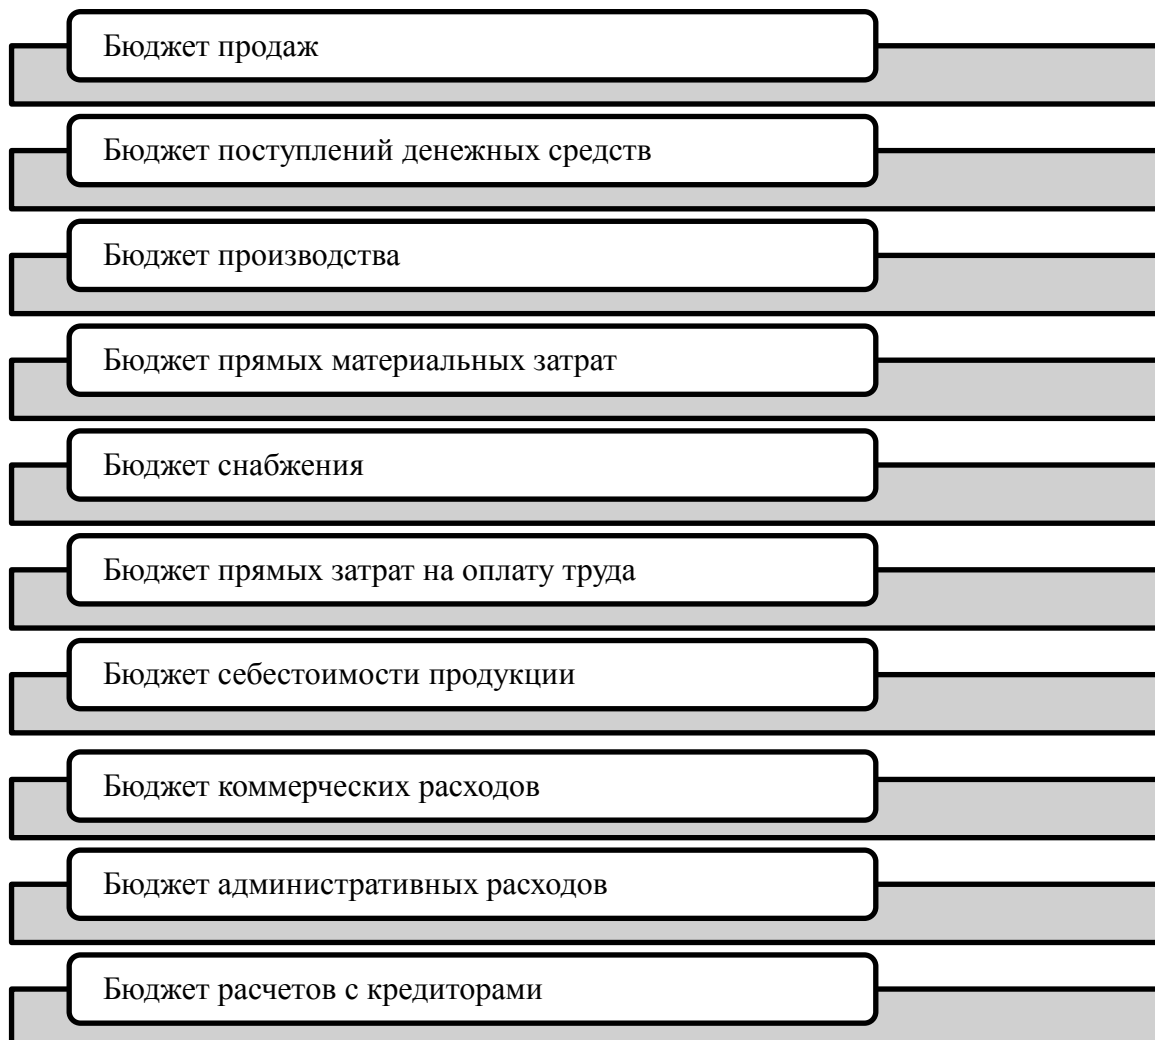 Бюджет продаж
Бюджет поступлений денежных средств
Бюджет производства
Бюджет прямых материальных затрат
Бюджет снабжения
Бюджет прямых затрат на оплату труда
Бюджет себестоимости продукции
Бюджет коммерческих расходов
Бюджет административных расходов
Бюджет расчетов с кредиторами